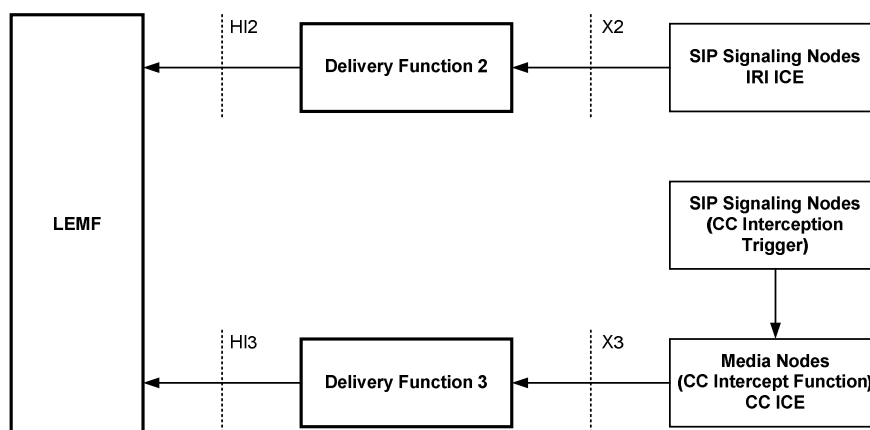 HI2
X2
Delivery Function 2
SIP Signaling Nodes
IRI ICE
LEMF
SIP Signaling Nodes
(CC Interception
Trigger)
HI3
X3
Delivery Function 3
Media Nodes
(CC Intercept Function)
CC ICE